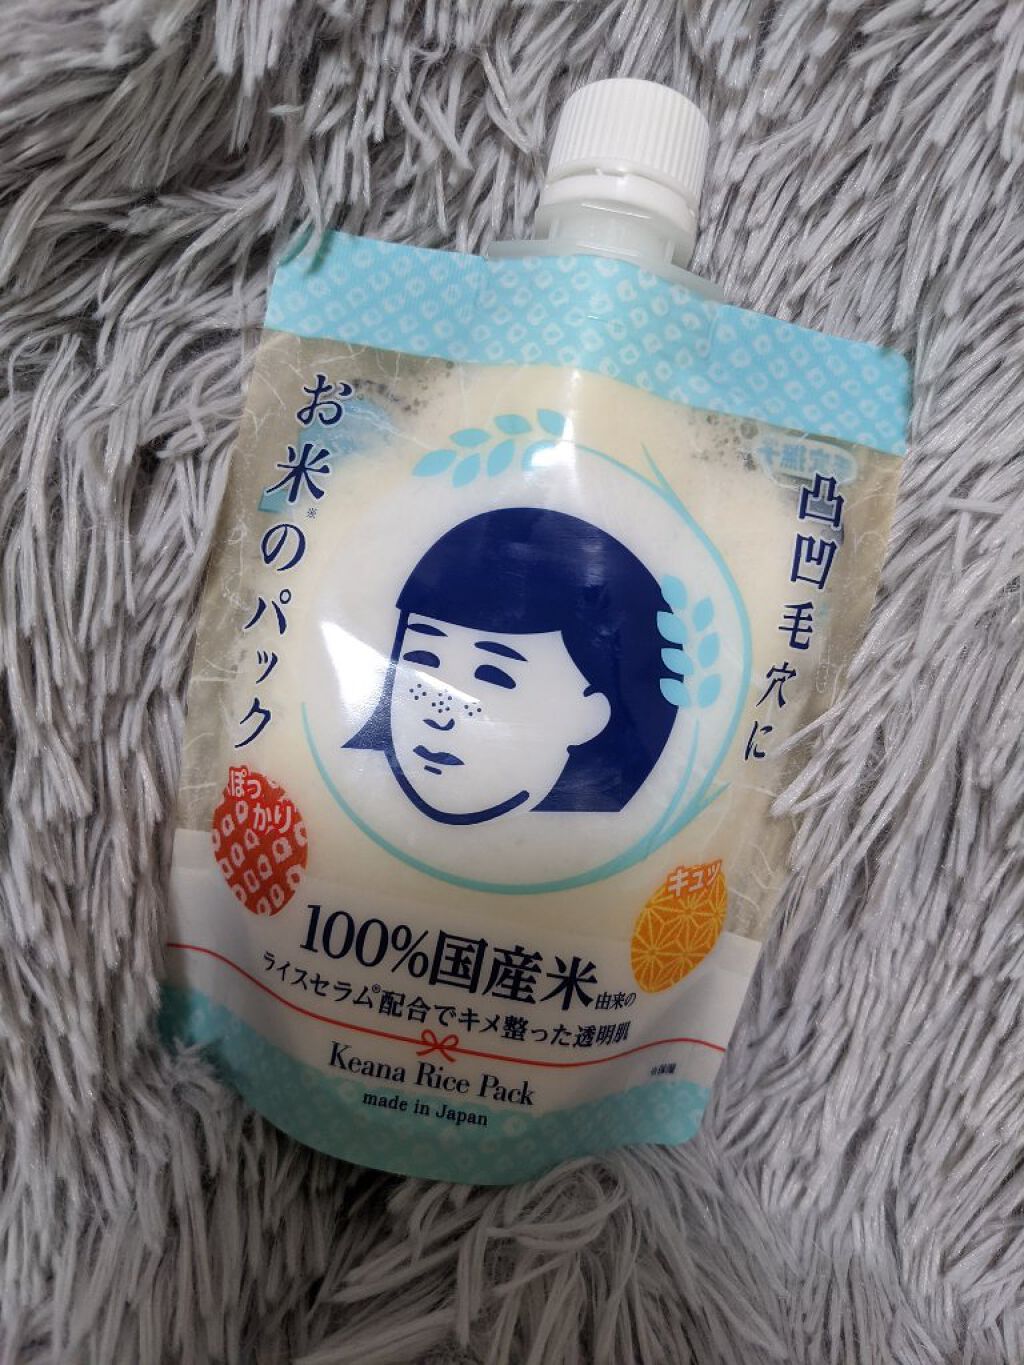 凸凹毛穴に
お米※のパック
ぽっ
かり
キュッ
100%国産米由来の
ライスセラム®配合でキメ整った透明肌
Keana Rice Pack
made in Japan